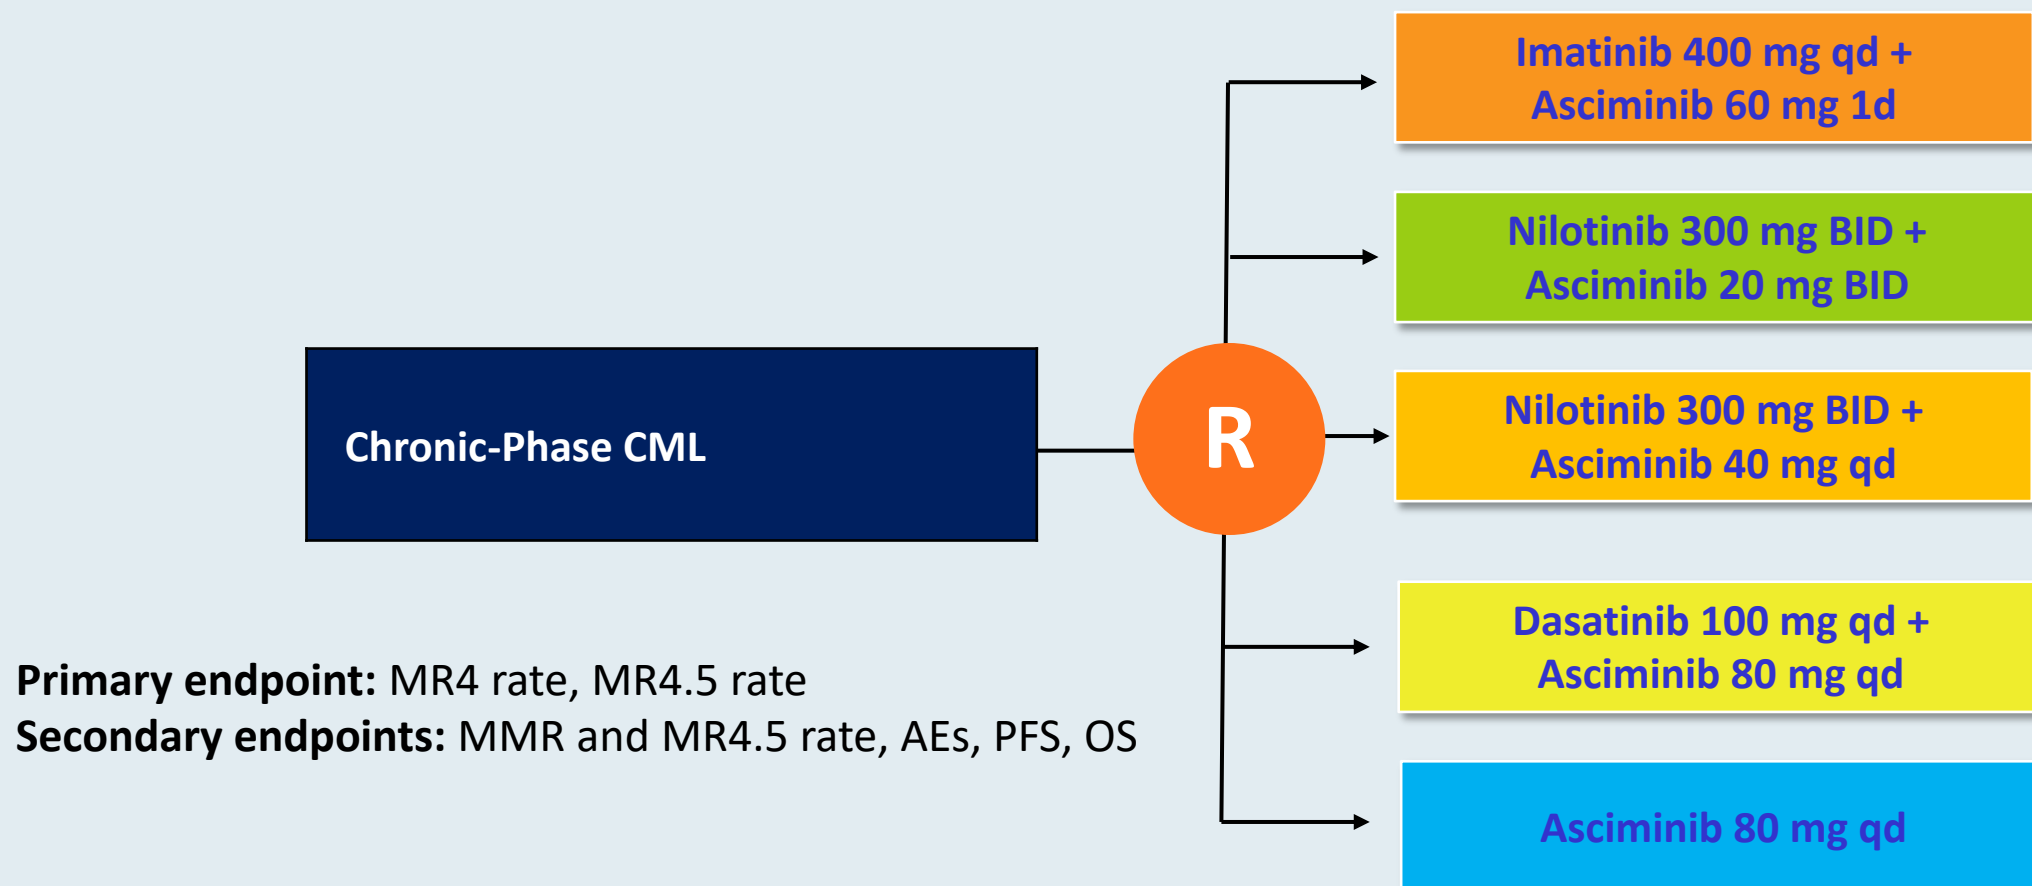 Imatinib 400 mg qd +
Asciminib 60 mg 1d
Nilotinib 300 mg BID +
Asciminib 20 mg BID
Nilotinib 300 mg BID +
Asciminib 40 mg qd
Chronic-Phase CML
R
Dasatinib 100 mg qd +
Asciminib 80 mg qd
Asciminib 80 mg qd
Primary endpoint: MR4 rate, MR4.5 rate
Secondary endpoints: MMR and MR4.5 rate, AEs, PFS, OS